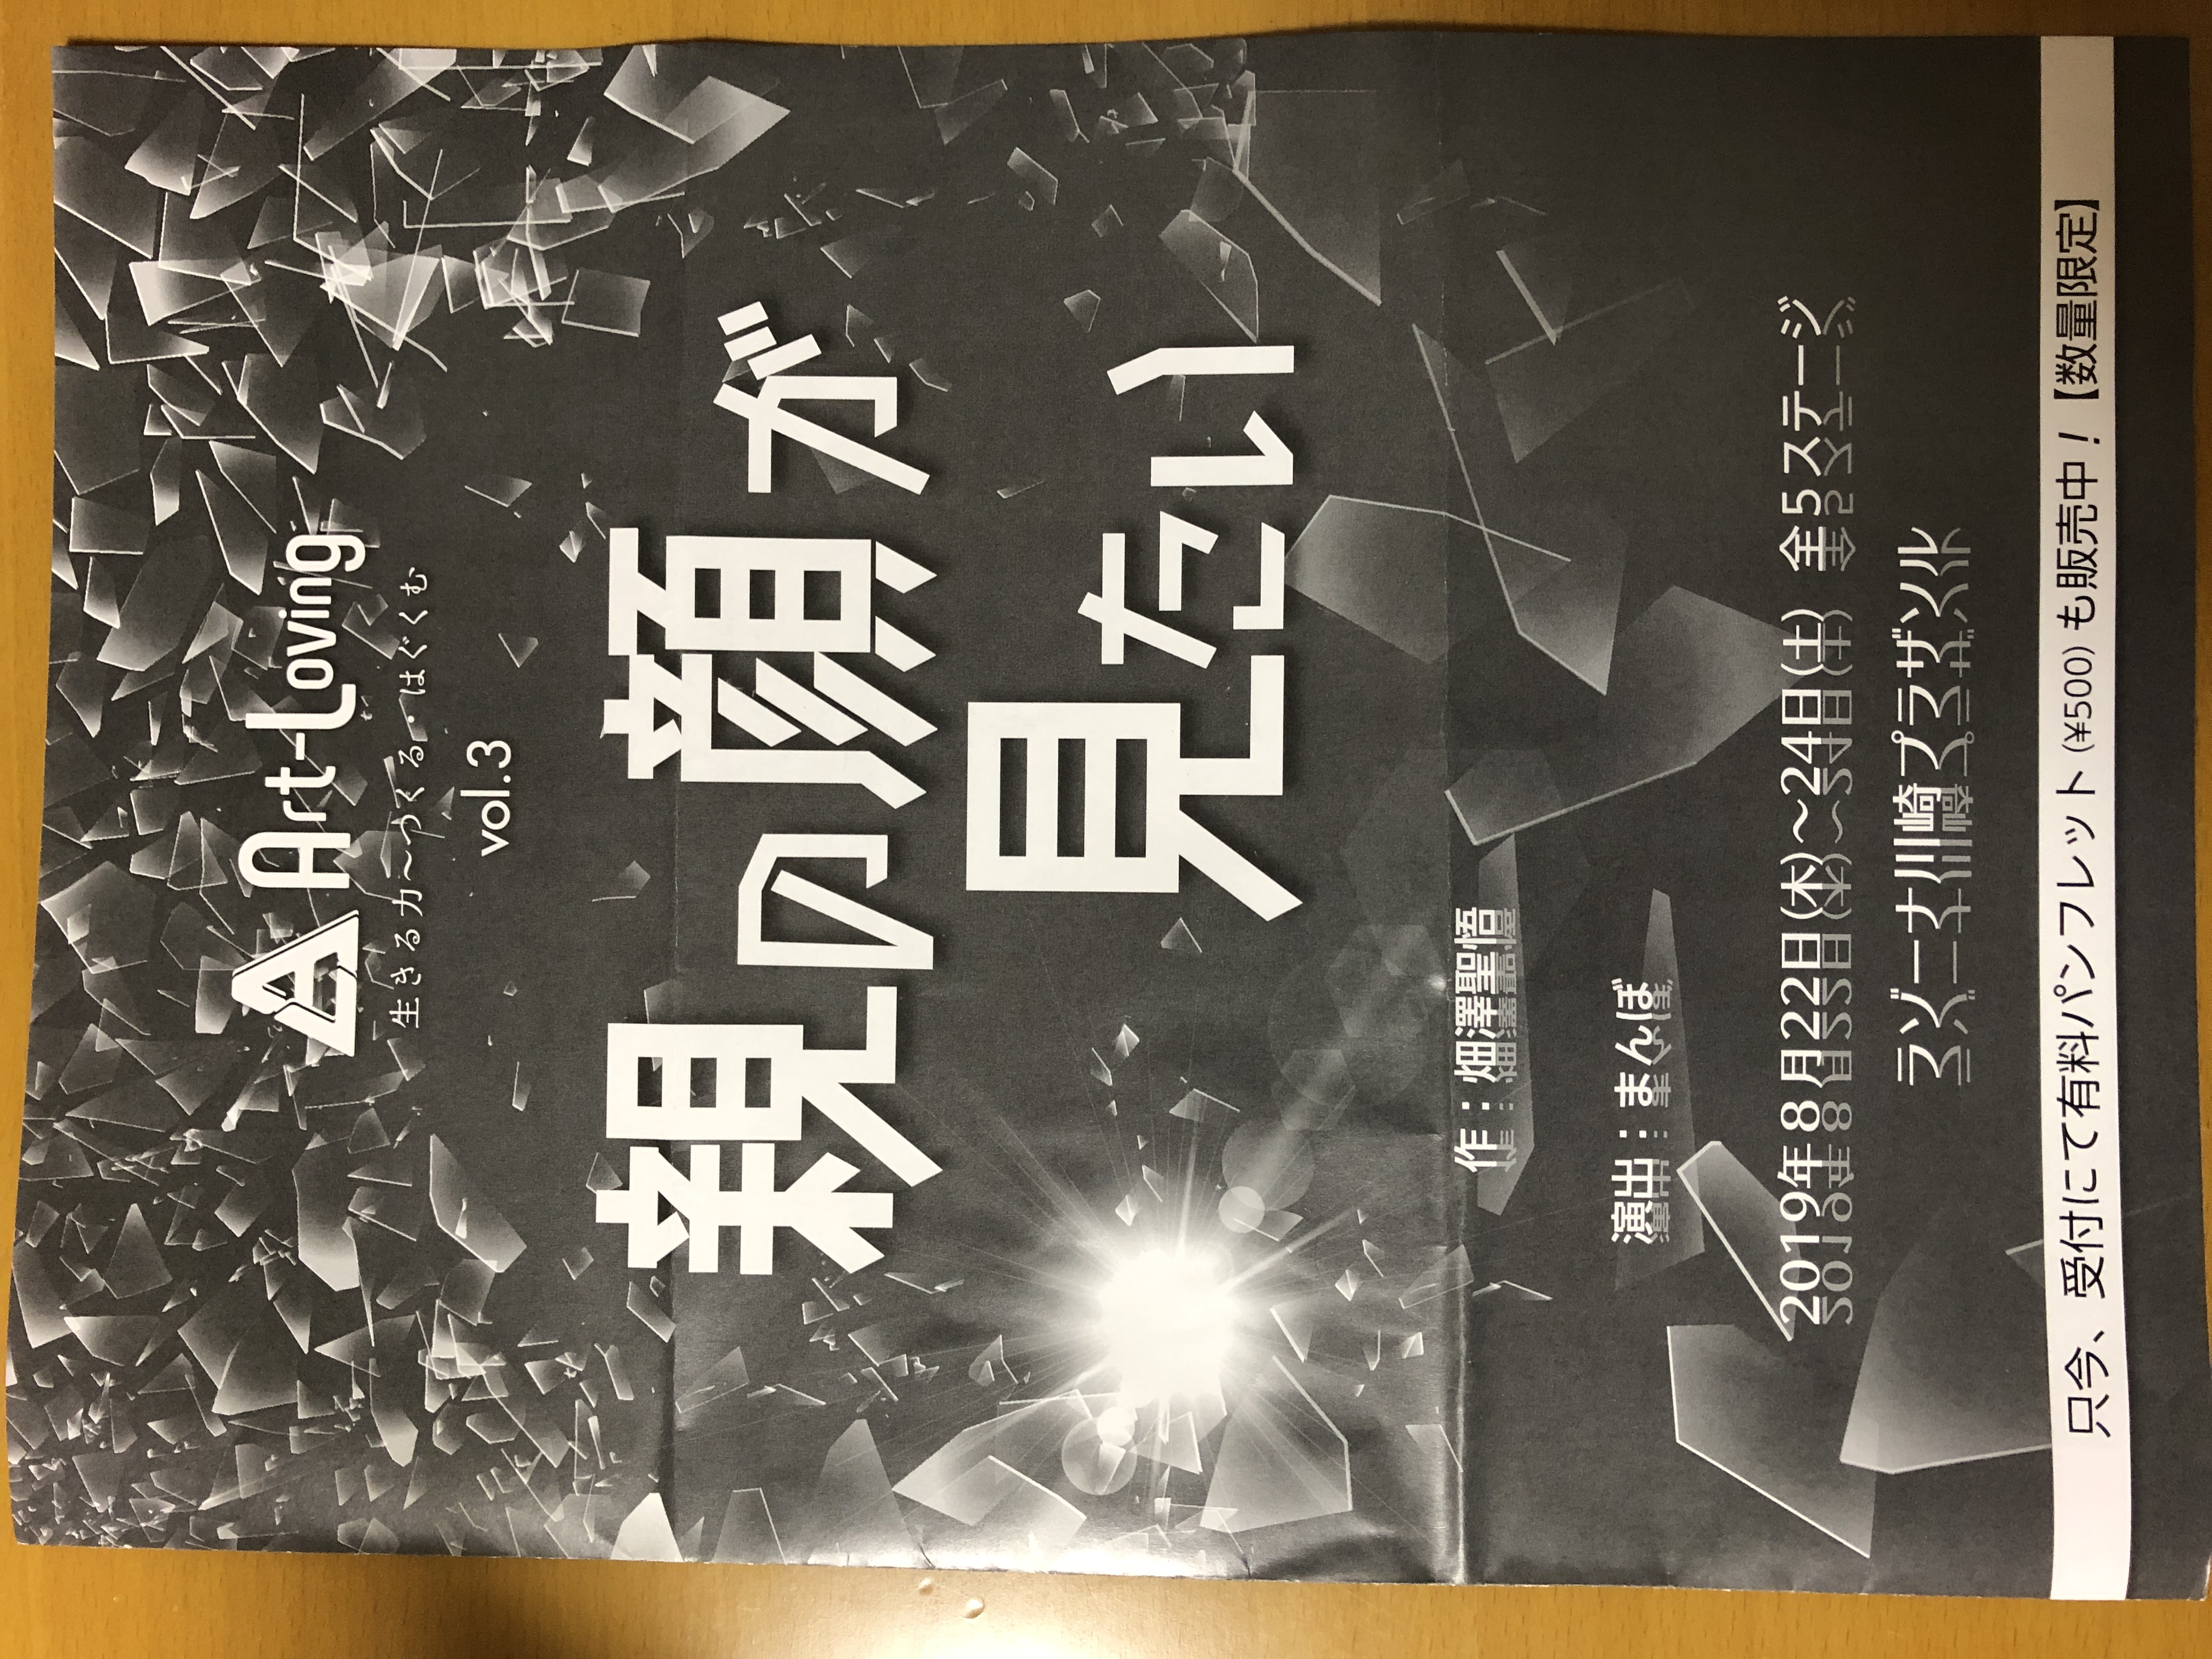 Art-Loving
生きる力〜つくる・はぐくむ
vol.3
親の顔が
見たい
作：畑澤聖悟
演出：まんぼ
2019年8月22日(木)〜24日(土) 全5ステージ
ラゾーナ川崎プラザソル
只今、受付にて有料パンフレット(¥500)も販売中！【数量限定】